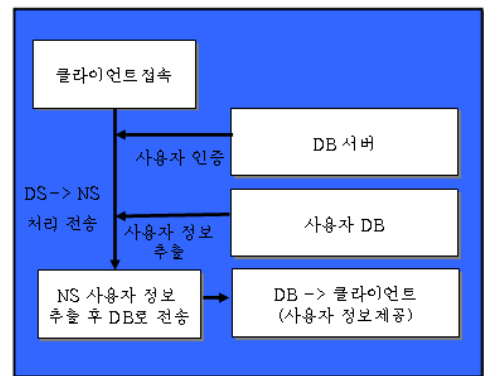 클라이언트접속
DB 서버
사용자 인증
DS-> NS
처리 전송
사용자 DB
사용자 정보
추출
NS 사용자 정보
추출 후 DB로 전송
DB -> 클라이언트
(사용자 정보제공)